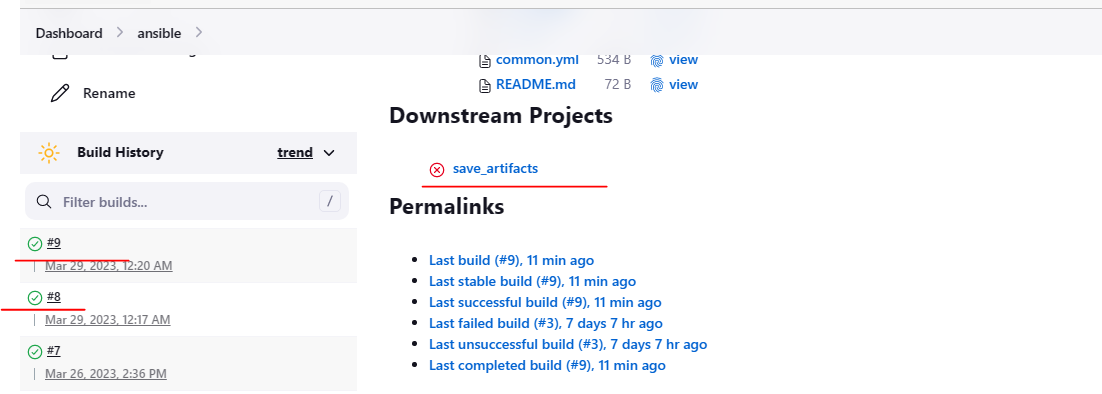 Dashboard
ansible
common.yml 534 B view
README.md 72 B view
Rename
Downstream Projects
Build History trend
save_artifacts
Filter builds... /
Permalinks
#9
Mar 29, 2023, 12:20 AM
#8
Mar 29, 2023, 12:17 AM
#7
Mar 26, 2023, 2:36 PM
Last build (#9), 11 min ago
Last stable build (#9), 11 min ago
Last successful build (#9), 11 min ago
Last failed build (#3), 7 days 7 hr ago
Last unsuccessful build (#3), 7 days 7 hr ago
Last completed build (#9), 11 min ago